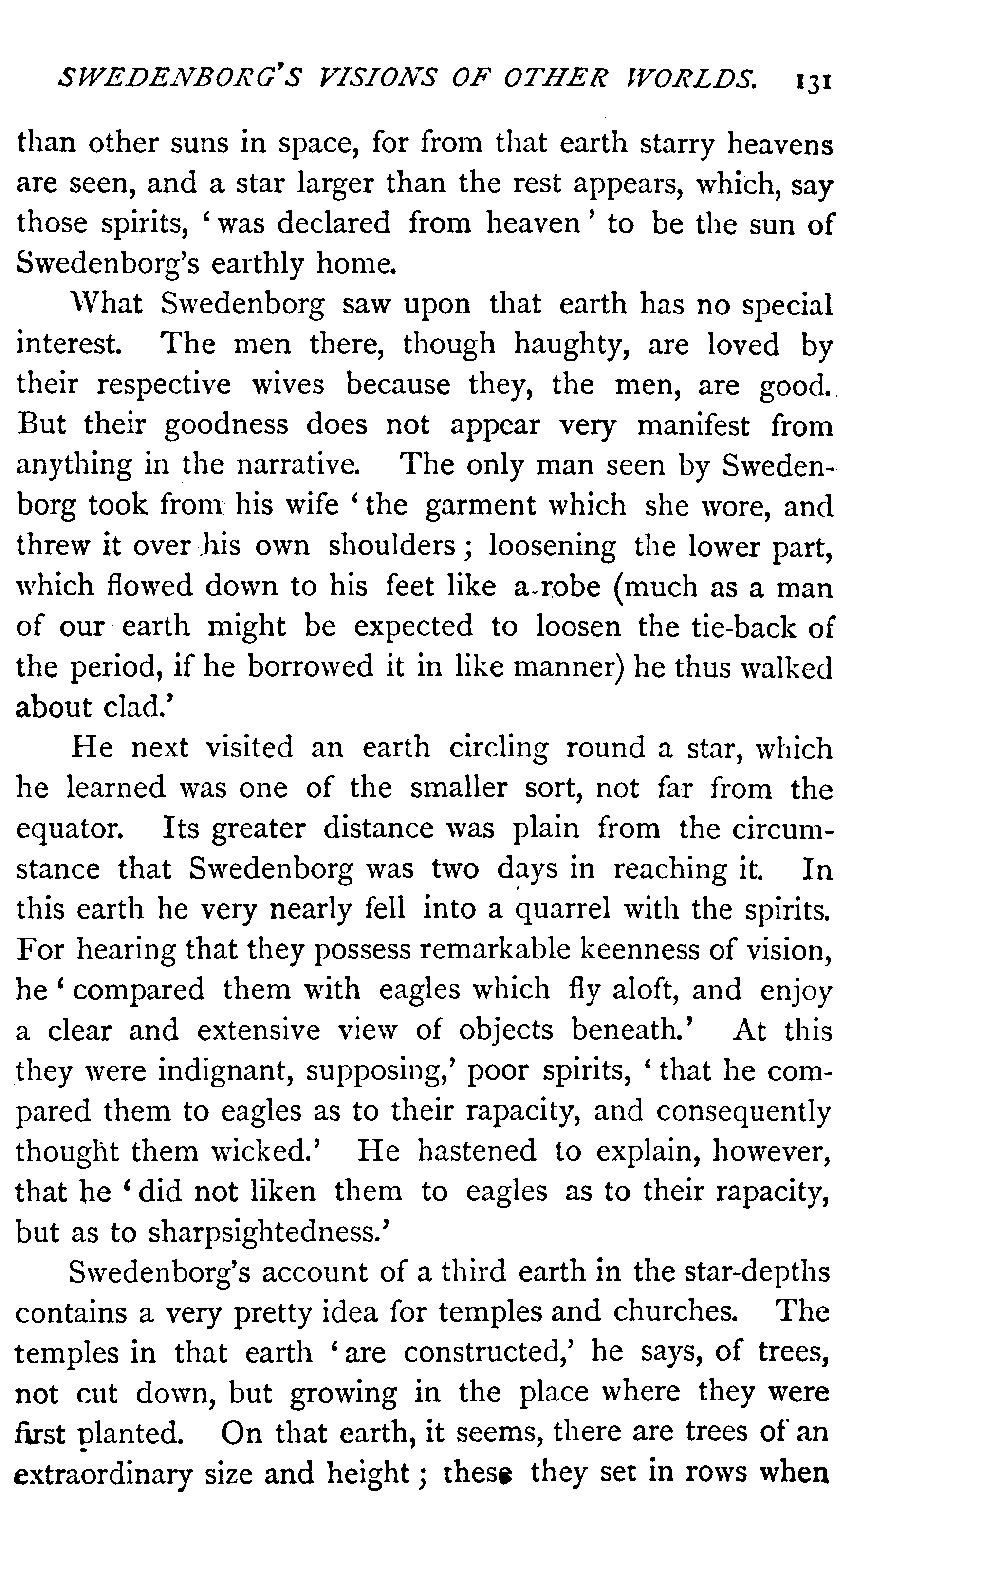 SWEDENBORG'S VISIONS OF OTHER WORLDS. 131
than other suns in space, for from that earth starry heavens
are seen, and a star larger than the rest appears, which, say
those spirits, ‘was declared from heaven’ to be the sun of
Swedenborg's earthly home.
What Swedenborg saw upon that earth has no special
interest. The men there, though haughty, are loved by
their respective wives because they, the men, are good.
But their goodness does not appear very manifest from
anything in the narrative. The only man seen by Sweden-
borg took from his wife ‘the garment which she wore, and
threw it over his own shoulders; loosening the lower part,
which flowed down to his feet like a robe (much as a man
of our earth might be expected to loosen the tie-back of
the period, if he borrowed it in like manner) he thus walked
about clad.’
He next visited an earth circling round a star, which
he learned was one of the smaller sort, not far from the
equator. Its greater distance was plain from the circum-
stance that Swedenborg was two days in reaching it. In
this earth he very nearly fell into a quarrel with the spirits.
For hearing that they possess remarkable keenness of vision,
he ‘compared them with eagles which fly aloft, and enjoy
a clear and extensive view of objects beneath.’ At this
they were indignant, supposing,’ poor spirits, ‘that he com-
pared them to eagles as to their rapacity, and consequently
thought them wicked.’ He hastened to explain, however,
that he ‘did not liken them to eagles as to their rapacity,
but as to sharpsightedness.’
Swedenborg's account of a third earth in the star-depths
contains a very pretty idea for temples and churches. The
temples in that earth ‘are constructed,’ he says, of trees,
not cut down, but growing in the place where they were
first planted. On that earth, it seems, there are trees of an
extraordinary size and height; these they set in rows when